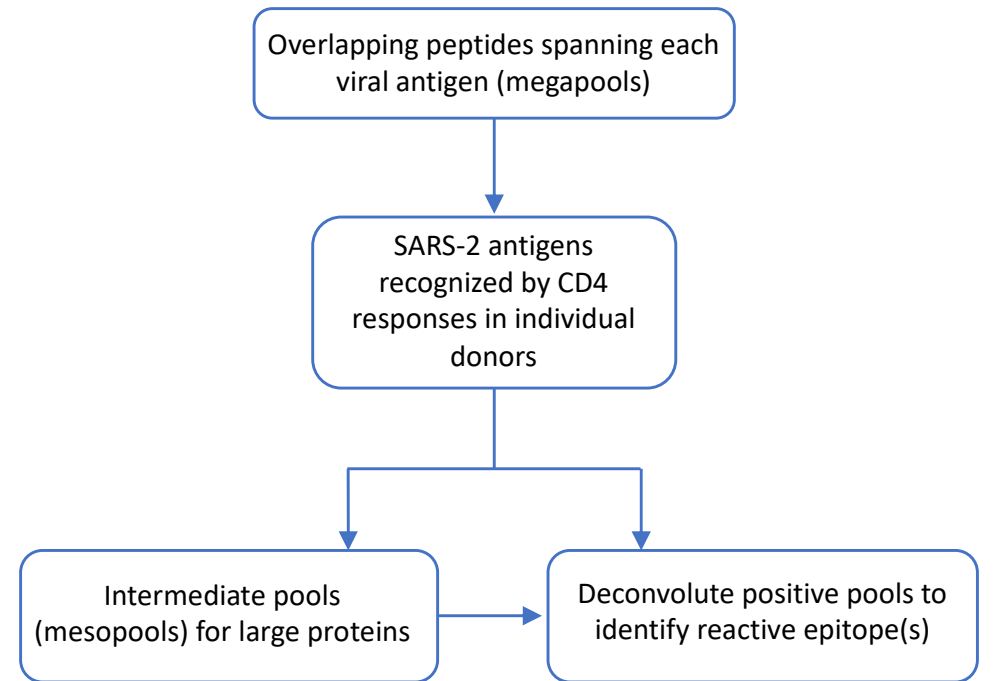 Overlapping peptides spanning each
viral antigen (megapools)
SARS-2 antigens
recognized by CD4
responses in individual
donors
Intermediate pools
(mesopools) for large proteins
Deconvolute positive pools to
identify reactive epitope(s)